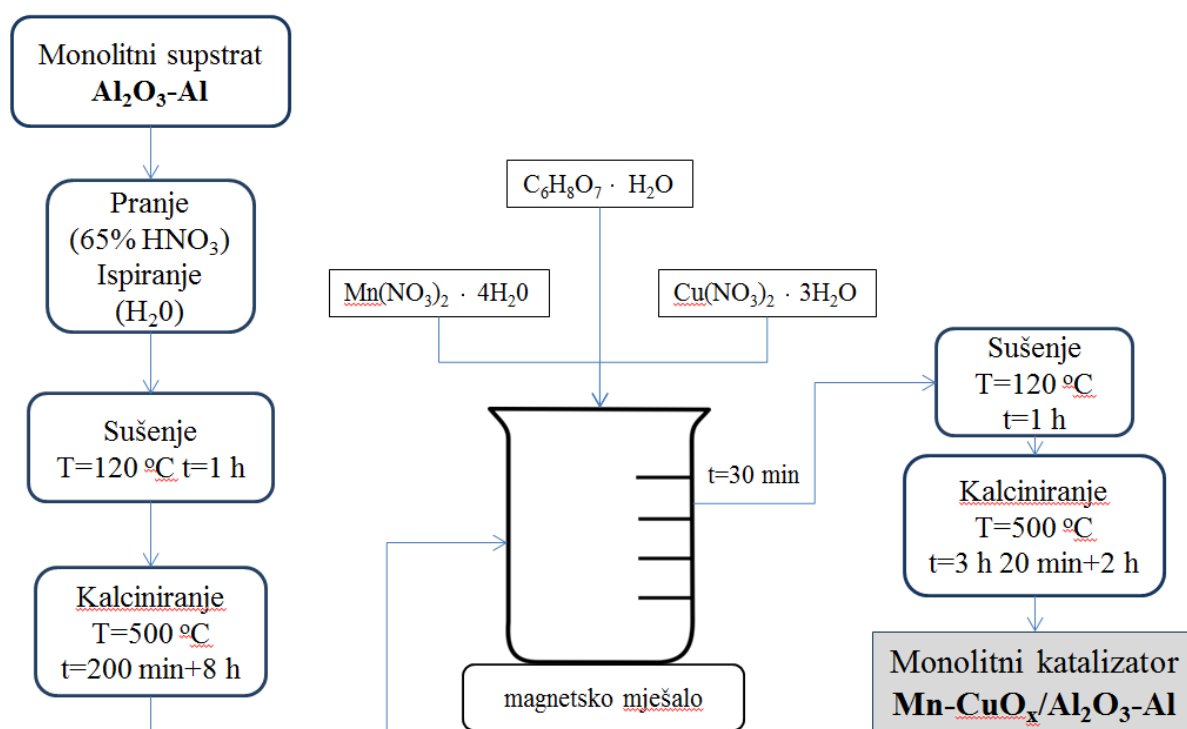 Monolitni supstrat
Al₂O₃-Al
Pranje
(65% HNO₃)
Ispiranje
(H₂0)
Sušenje
T=120 ºC t=1 h
Kalciniranje
T=500 ºC
t=200 min+8 h
C₆H₈O₇ · H₂O
Mn(NO₃)₂ · 4H₂0
Cu(NO₃)₂ · 3H₂O
t=30 min
magnetsko mješalo
Sušenje
T=120 ºC
t=1 h
Kalciniranje
T=500 ºC
t=3 h 20 min+2 h
Monolitni katalizator
Mn-CuOₓ/Al₂O₃-Al